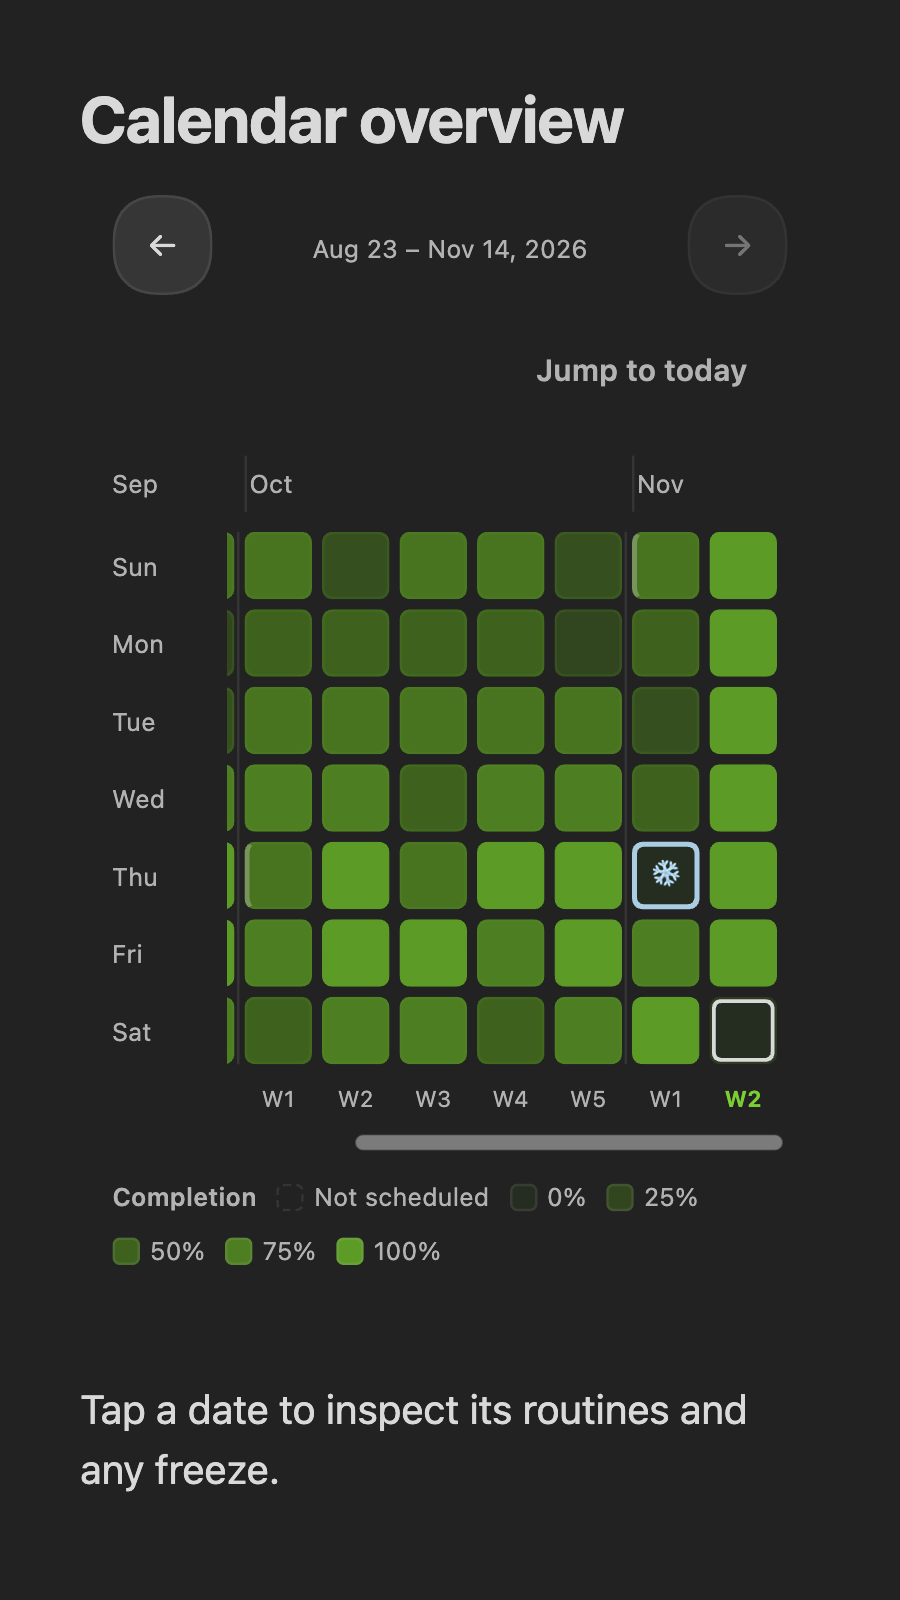 Calendar overview
Aug 23 – Nov 14, 2026
Jump to today
Sep Oct Nov
Sun
Mon
Tue
Wed
Thu
Fri
Sat
W1 W2 W3 W4 W5 W1 W2
Completion Not scheduled 0% 25%
50% 75% 100%
Tap a date to inspect its routines and
any freeze.